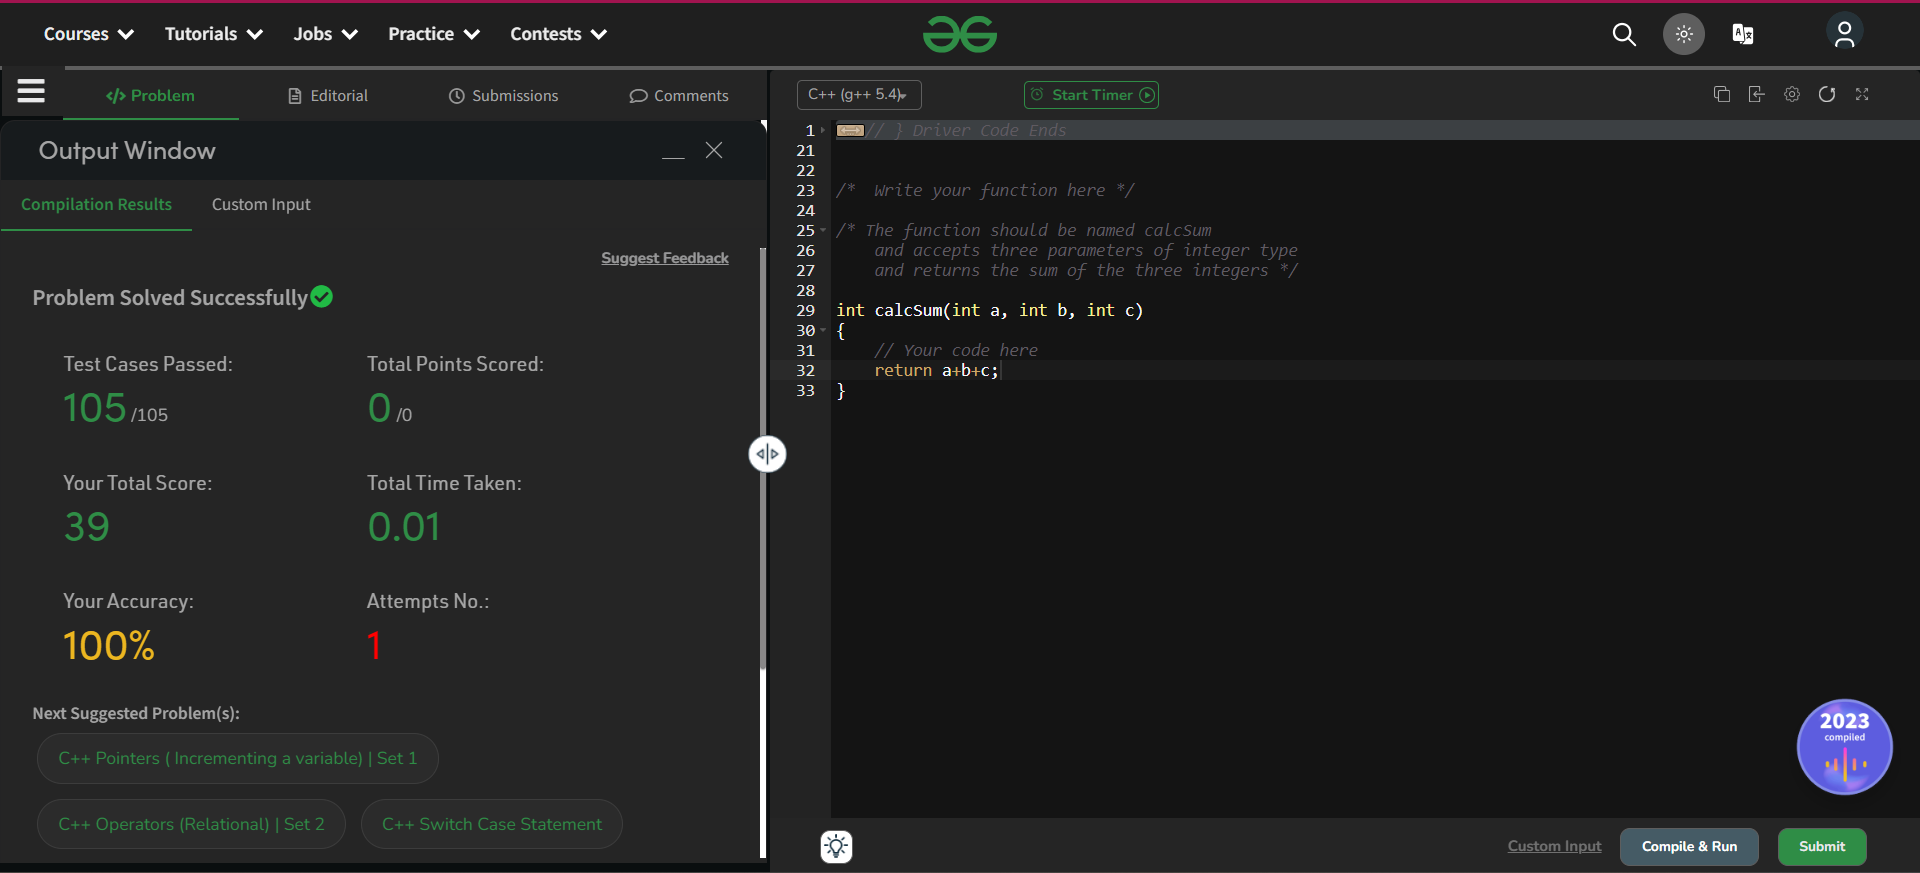 Courses Tutorials Jobs Practice Contests
Problem Editorial Submissions Comments
Output Window
Compilation Results Custom Input
Suggest Feedback
Problem Solved Successfully
Test Cases Passed: Total Points Scored:
105 /105 0 /0
Your Total Score: Total Time Taken:
39 0.01
Your Accuracy: Attempts No.:
100% 1
Next Suggested Problem(s):
C++ Pointers ( Incrementing a variable) | Set 1
C++ Operators (Relational) | Set 2 C++ Switch Case Statement
C++ (g++ 5.4) Start Timer
1 // } Driver Code Ends
21
22
23 /*  Write your function here */
24
25 /* The function should be named calcSum
26     and accepts three parameters of integer type
27     and returns the sum of the three integers */
28
29 int calcSum(int a, int b, int c)
30 {
31     // Your code here
32     return a+b+c;
33 }
2023
compiled
Custom Input Compile & Run Submit